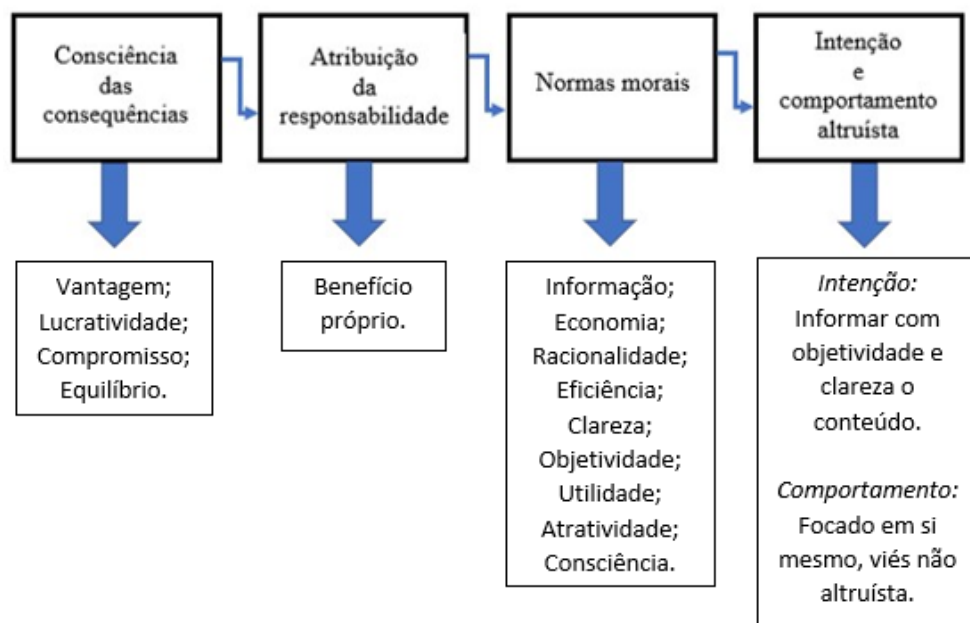 Consciência
das
consequências
Atribuição
da
responsabilidade
Normas morais
Intenção
e
comportamento
altruísta
Vantagem;
Lucratividade;
Compromisso;
Equilíbrio.
Benefício
próprio.
Informação;
Economia;
Racionalidade;
Eficiência;
Clareza;
Objetividade;
Utilidade;
Atratividade;
Consciência.
Intenção:
Informar com
objetividade e
clareza o
conteúdo.
Comportamento:
Focado em si
mesmo, viés não
altruísta.